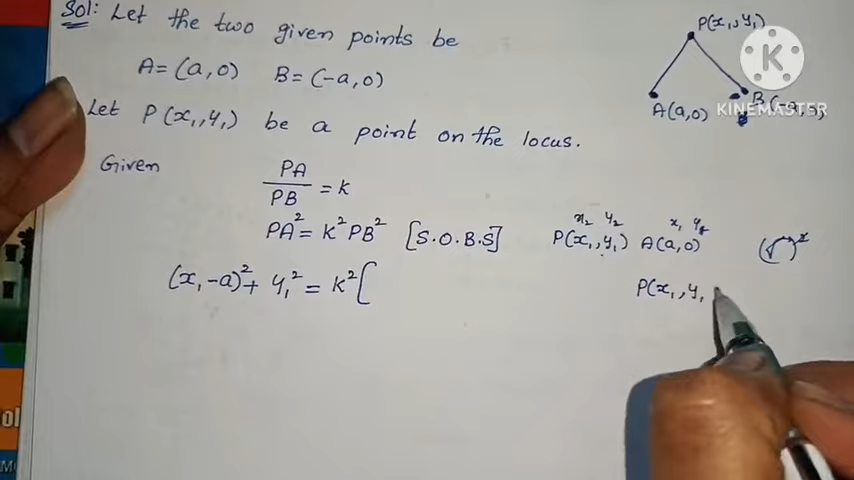 Sol: Let the two given points be
A = (a, 0) B = (-a, 0)
Let P(x₁, y₁) be a point on the locus.
Given PA/PB = K
PA² = K² PB² [S.O.B.S]
(x₁ - a)² + y₁² = K² [
P(x₁, y₁)
A(a, 0)
KINEMASTER
x₂ y₂ x₁ y₁
P(x₁, y₁) A(a, 0)
P(x₁, y₁